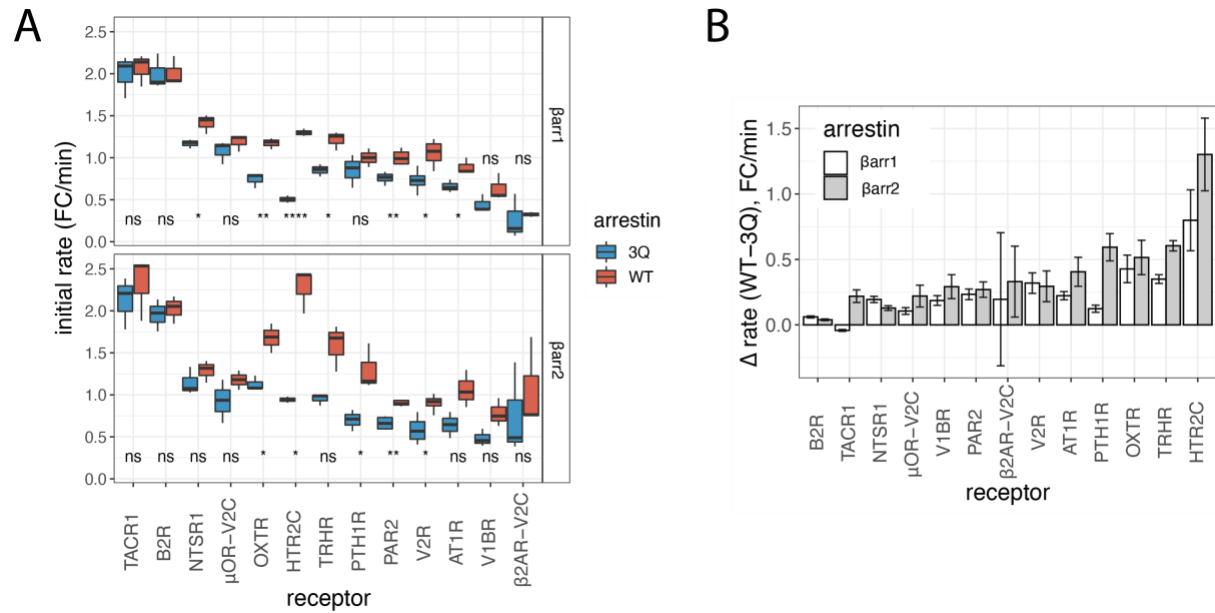 A
initial rate (FC/min)
2.5
2.0
1.5
1.0
0.5
0.0
ns ns * ns ** **** * ns ** * * ns ns
βarr1
2.5
2.0
1.5
1.0
0.5
0.0
ns ns ns ns * * ns * ** * ns ns ns
βarr2
TACR1
B2R
NTSR1
μOR−V2C
OXTR
HTR2C
TRHR
PTH1R
PAR2
V2R
AT1R
V1BR
β2AR−V2C
receptor
arrestin
3Q
WT
B
Δ rate (WT−3Q), FC/min
1.5
1.0
0.5
0.0
arrestin
βarr1
βarr2
B2R
TACR1
NTSR1
μOR−V2C
V1BR
PAR2
β2AR−V2C
V2R
AT1R
PTH1R
OXTR
TRHR
HTR2C
receptor